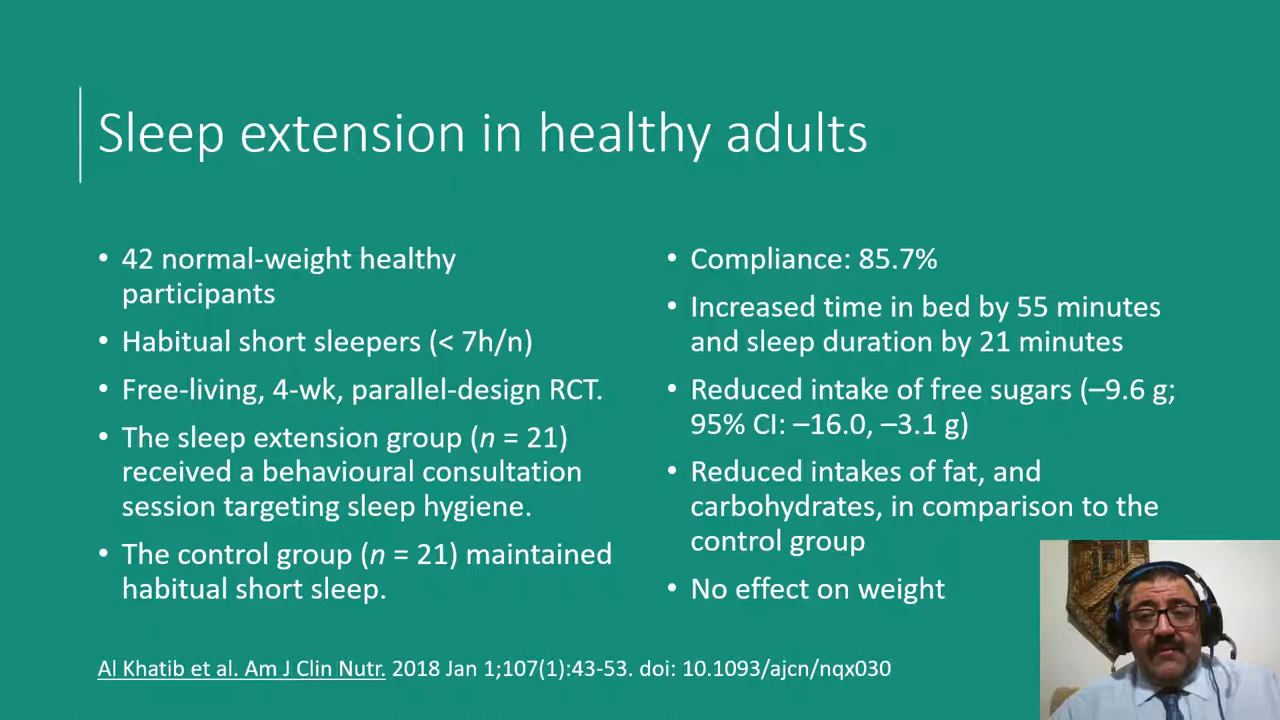 Sleep extension in healthy adults
• 42 normal-weight healthy
participants
• Habitual short sleepers (< 7h/n)
• Free-living, 4-wk, parallel-design RCT.
• The sleep extension group (n = 21)
received a behavioural consultation
session targeting sleep hygiene.
• The control group (n = 21) maintained
habitual short sleep.
• Compliance: 85.7%
• Increased time in bed by 55 minutes
and sleep duration by 21 minutes
• Reduced intake of free sugars (–9.6 g;
95% CI: –16.0, –3.1 g)
• Reduced intakes of fat, and
carbohydrates, in comparison to the
control group
• No effect on weight
Al Khatib et al. Am J Clin Nutr. 2018 Jan 1;107(1):43-53. doi: 10.1093/ajcn/nqx030